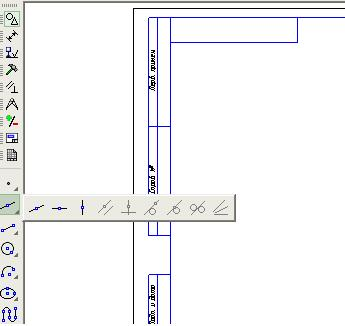 Перв. примен.
Справ. №
Подп. и дата